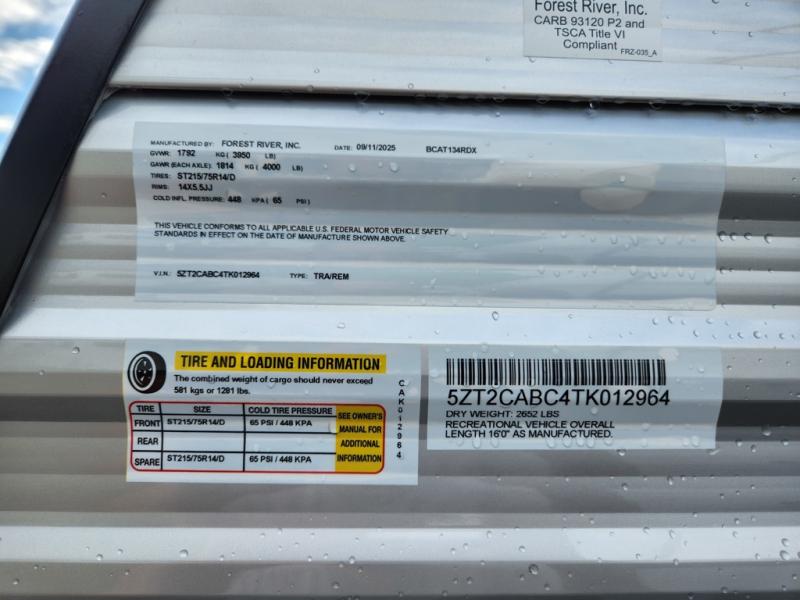 Forest River, Inc.
CARB 93120 P2 and
TSCA Title VI
Compliant FRZ-035_A
MANUFACTURED BY: FOREST RIVER, INC. DATE: 09/11/2025 BCAT134RDX
GVWR: 1792 KG ( 3950 LB)
GAWR (EACH AXLE): 1814 KG ( 4000 LB)
TIRES: ST215/75R14/D
RIMS: 14X5.5JJ
COLD INFL. PRESSURE: 448 KPA ( 65 PSI )
THIS VEHICLE CONFORMS TO ALL APPLICABLE U.S. FEDERAL MOTOR VEHICLE SAFETY
STANDARDS IN EFFECT ON THE DATE OF MANUFACTURE SHOWN ABOVE.
V.I.N.: 5ZT2CABC4TK012964 TYPE: TRA/REM
TIRE AND LOADING INFORMATION
The combined weight of cargo should never exceed
581 kgs or 1281 lbs.
TIRE SIZE COLD TIRE PRESSURE
FRONT ST215/75R14/D 65 PSI / 448 KPA
REAR
SPARE ST215/75R14/D 65 PSI / 448 KPA
SEE OWNER'S
MANUAL FOR
ADDITIONAL
INFORMATION
CAK012964
5ZT2CABC4TK012964
DRY WEIGHT: 2652 LBS
RECREATIONAL VEHICLE OVERALL
LENGTH 16'0" AS MANUFACTURED.